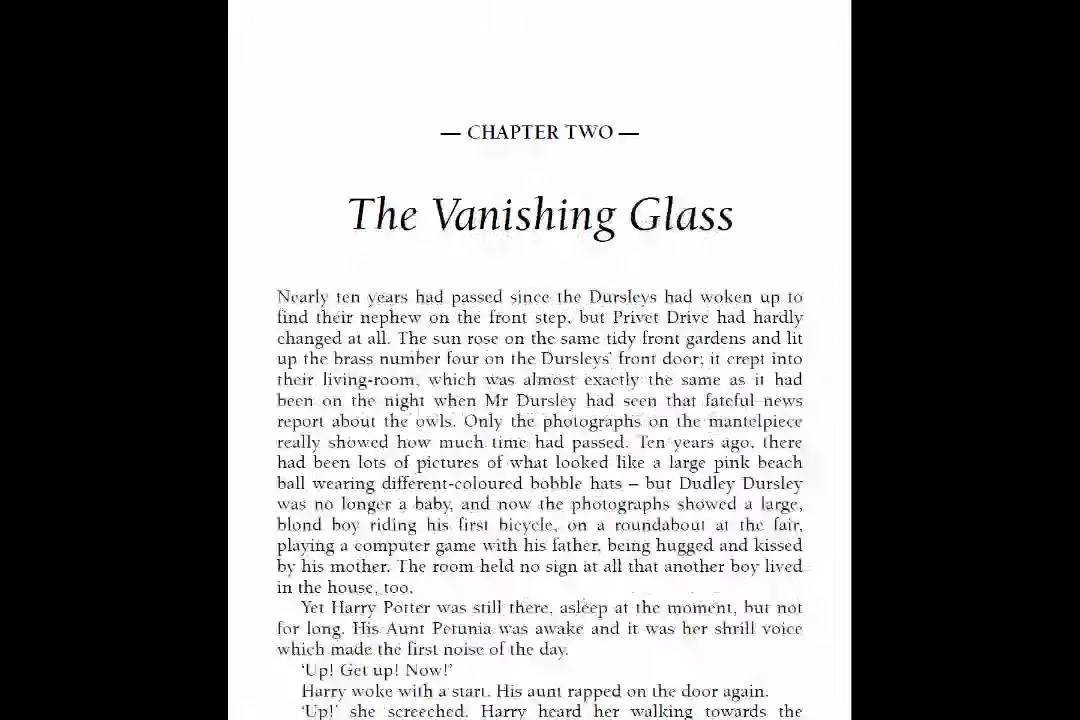 — CHAPTER TWO —
The Vanishing Glass
Nearly ten years had passed since the Dursleys had woken up to
find their nephew on the front step, but Privet Drive had hardly
changed at all. The sun rose on the same tidy front gardens and lit
up the brass number four on the Dursleys' front door; it crept into
their living-room, which was almost exactly the same as it had
been on the night when Mr Dursley had seen that fateful news
report about the owls. Only the photographs on the mantelpiece
really showed how much time had passed. Ten years ago, there
had been lots of pictures of what looked like a large pink beach
ball wearing different-coloured bobble hats – but Dudley Dursley
was no longer a baby, and now the photographs showed a large,
blond boy riding his first bicycle, on a roundabout at the fair,
playing a computer game with his father, being hugged and kissed
by his mother. The room held no sign at all that another boy lived
in the house, too.
Yet Harry Potter was still there, asleep at the moment, but not
for long. His Aunt Petunia was awake and it was her shrill voice
which made the first noise of the day.
'Up! Get up! Now!'
Harry woke with a start. His aunt rapped on the door again.
'Up!' she screeched. Harry heard her walking towards the